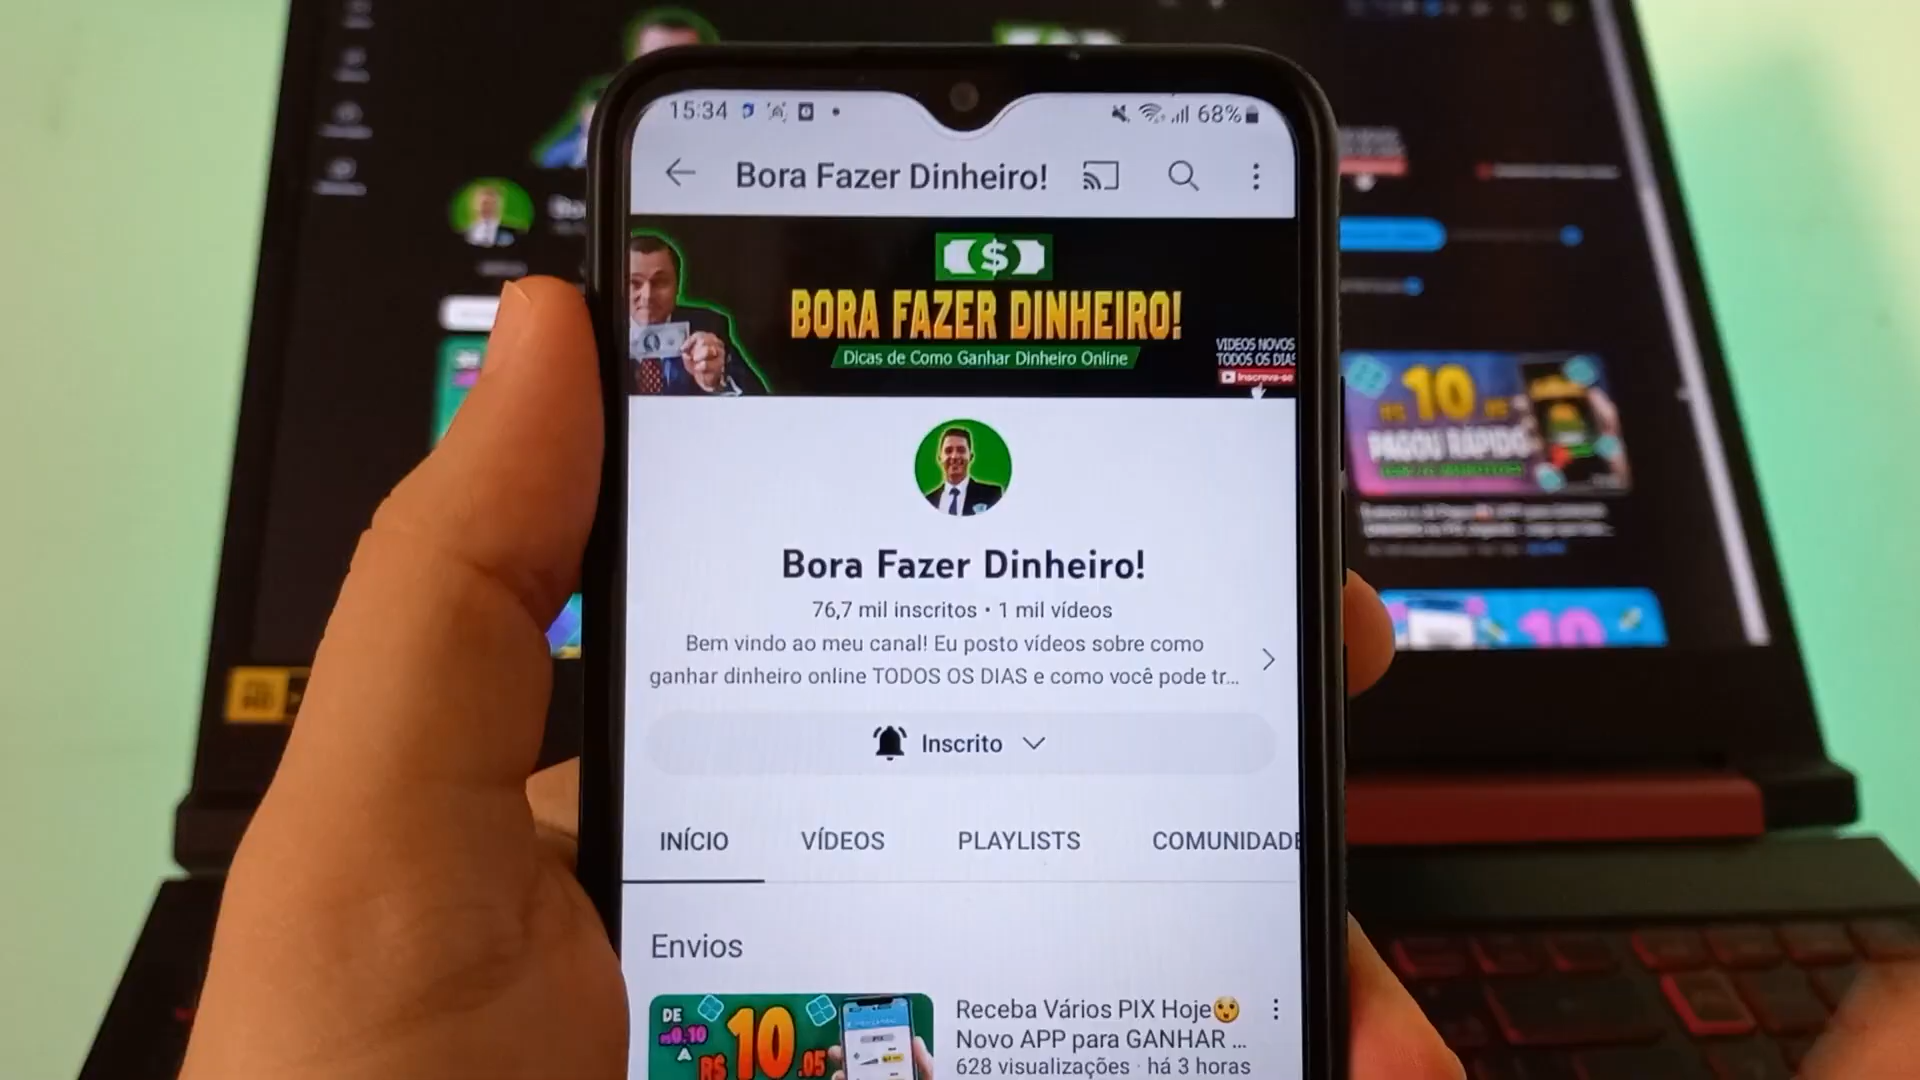 15:34
68%
Bora Fazer Dinheiro!
$
BORA FAZER DINHEIRO!
Dicas de Como Ganhar Dinheiro Online
VIDEOS NOVOS
TODOS OS DIAS
Inscreva-se
Bora Fazer Dinheiro!
76,7 mil inscritos • 1 mil vídeos
Bem vindo ao meu canal! Eu posto vídeos sobre como
ganhar dinheiro online TODOS OS DIAS e como você pode tr...
Inscrito
INÍCIO
VÍDEOS
PLAYLISTS
COMUNIDADE
Envios
DE
R$0,10
A
R$ 10,05
Receba Vários PIX Hoje😲
Novo APP para GANHAR ...
628 visualizações · há 3 horas
10
PAGOU RÁPIDO
10